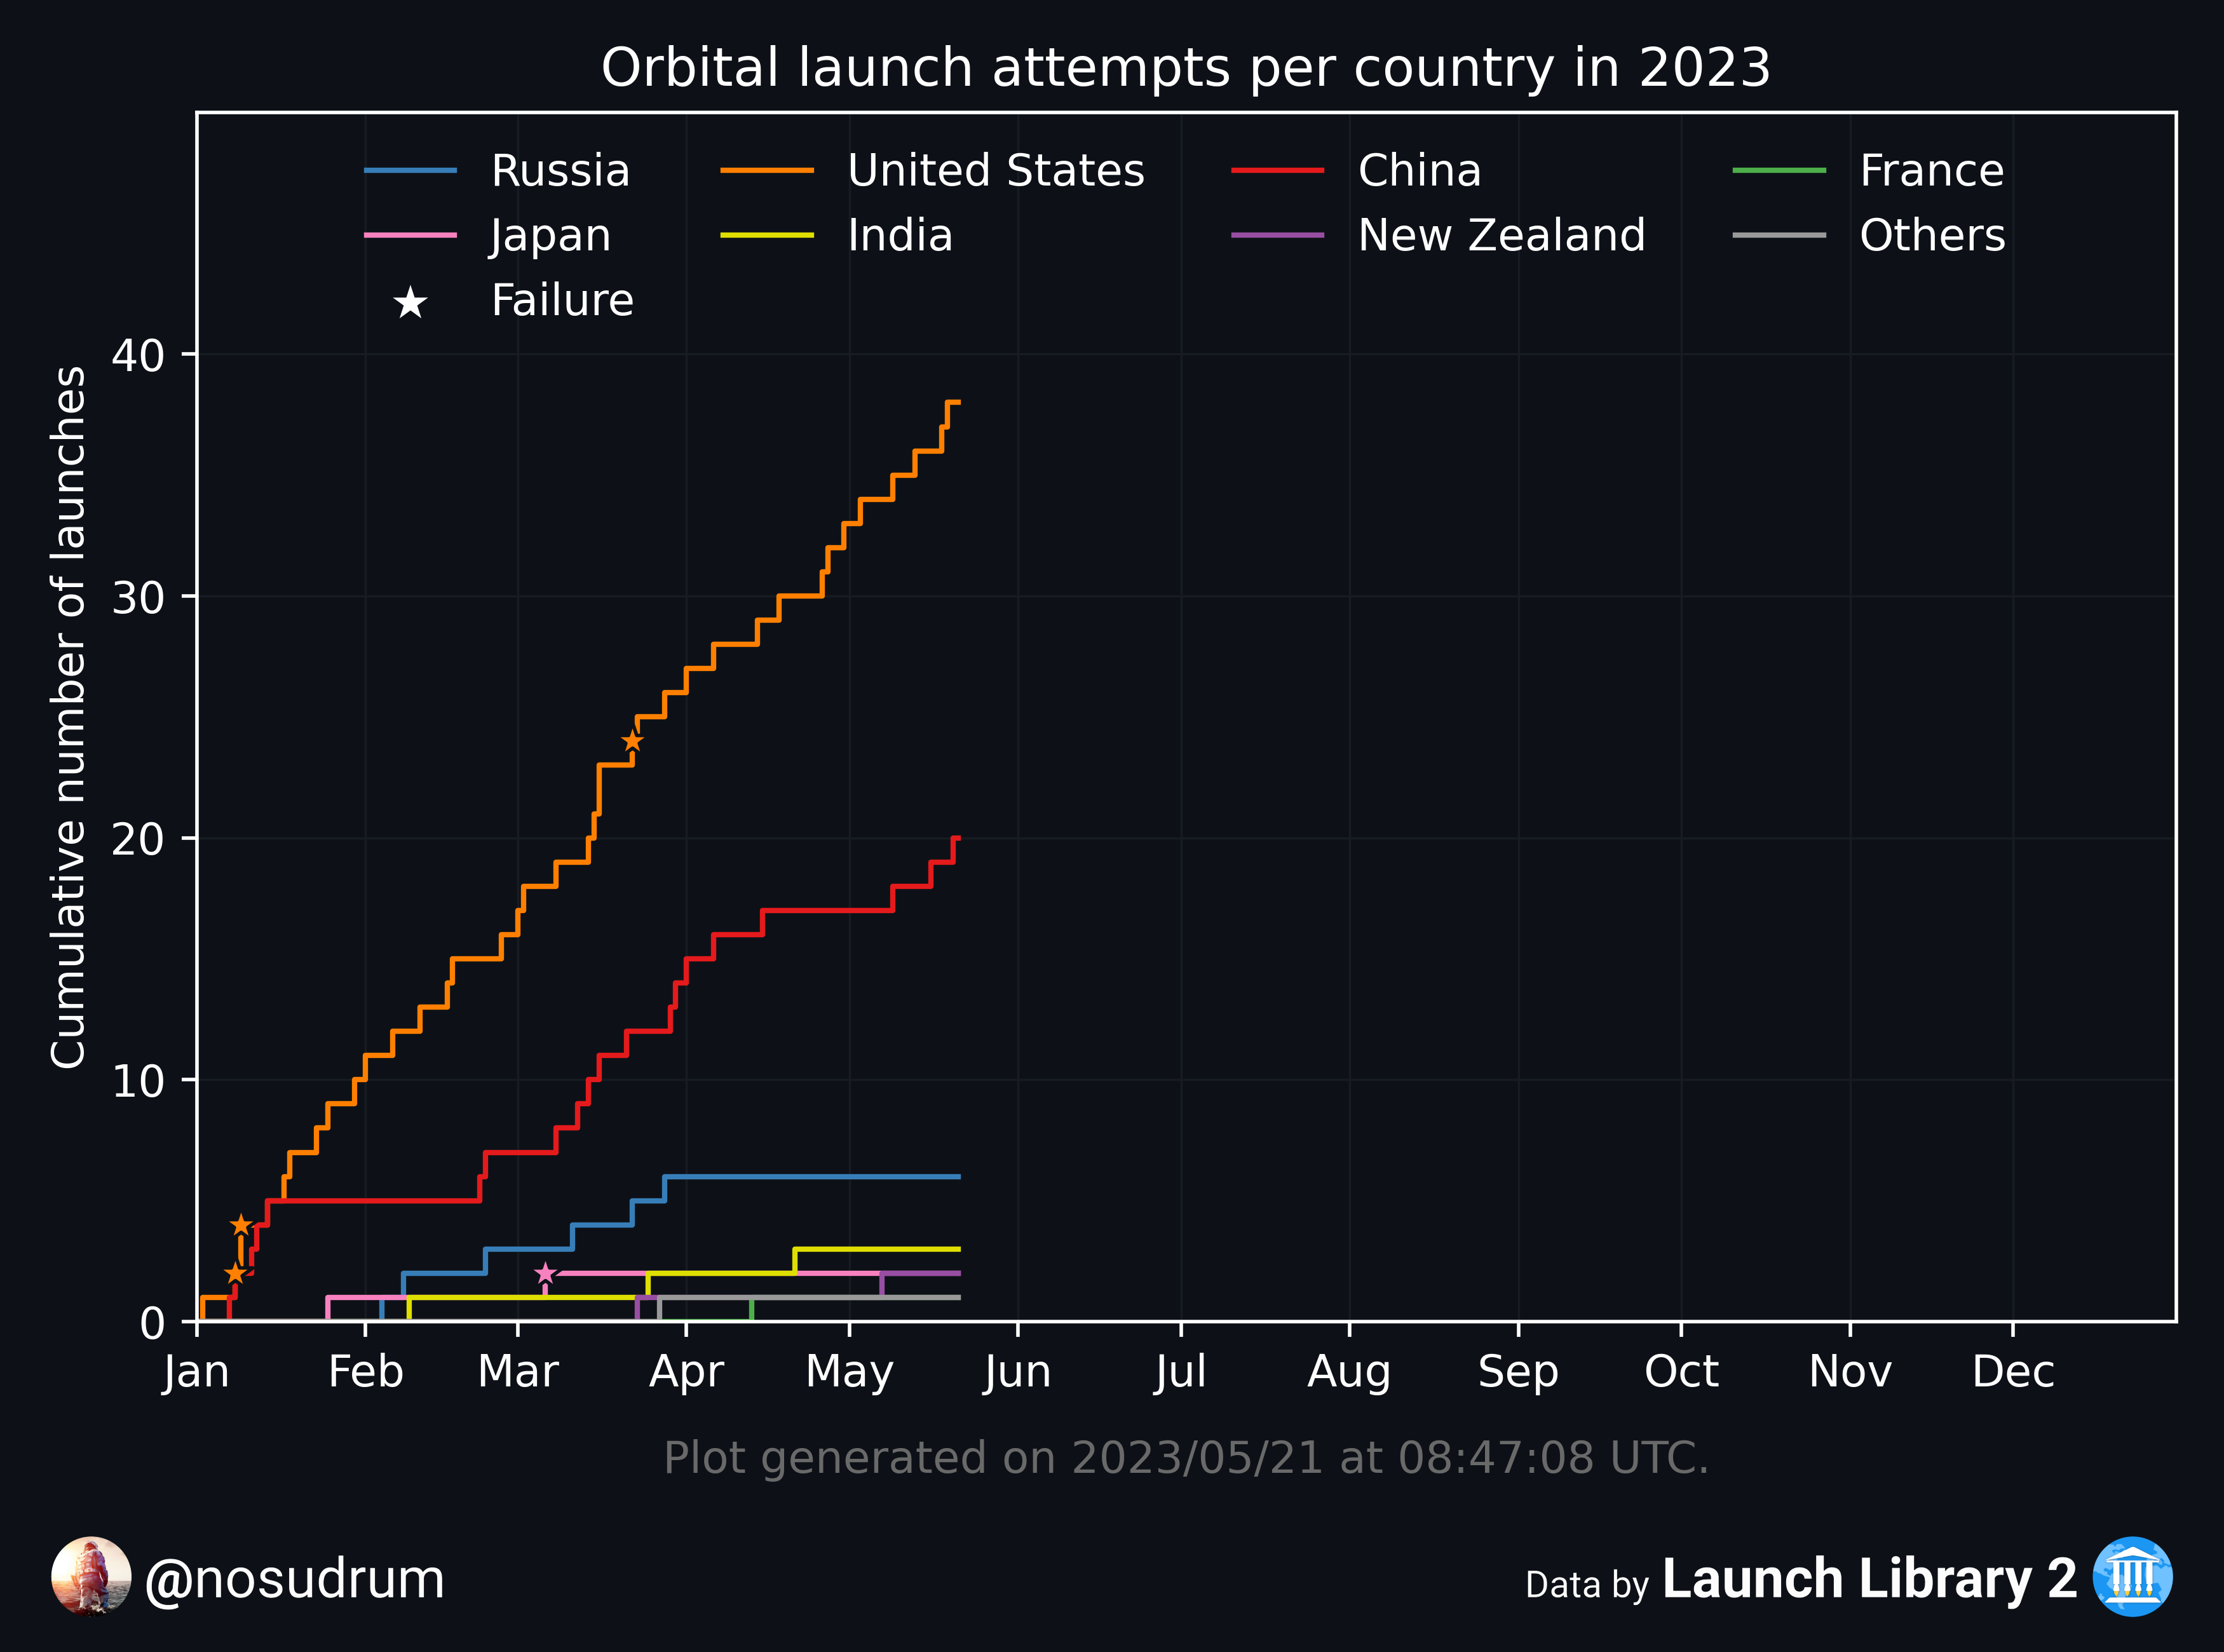 Orbital launch attempts per country in 2023
Russia United States China France
Japan India New Zealand Others
Failure
Cumulative number of launches
40
30
20
10
0
Jan Feb Mar Apr May Jun Jul Aug Sep Oct Nov Dec
Plot generated on 2023/05/21 at 08:47:08 UTC.
@nosudrum
Data by Launch Library 2